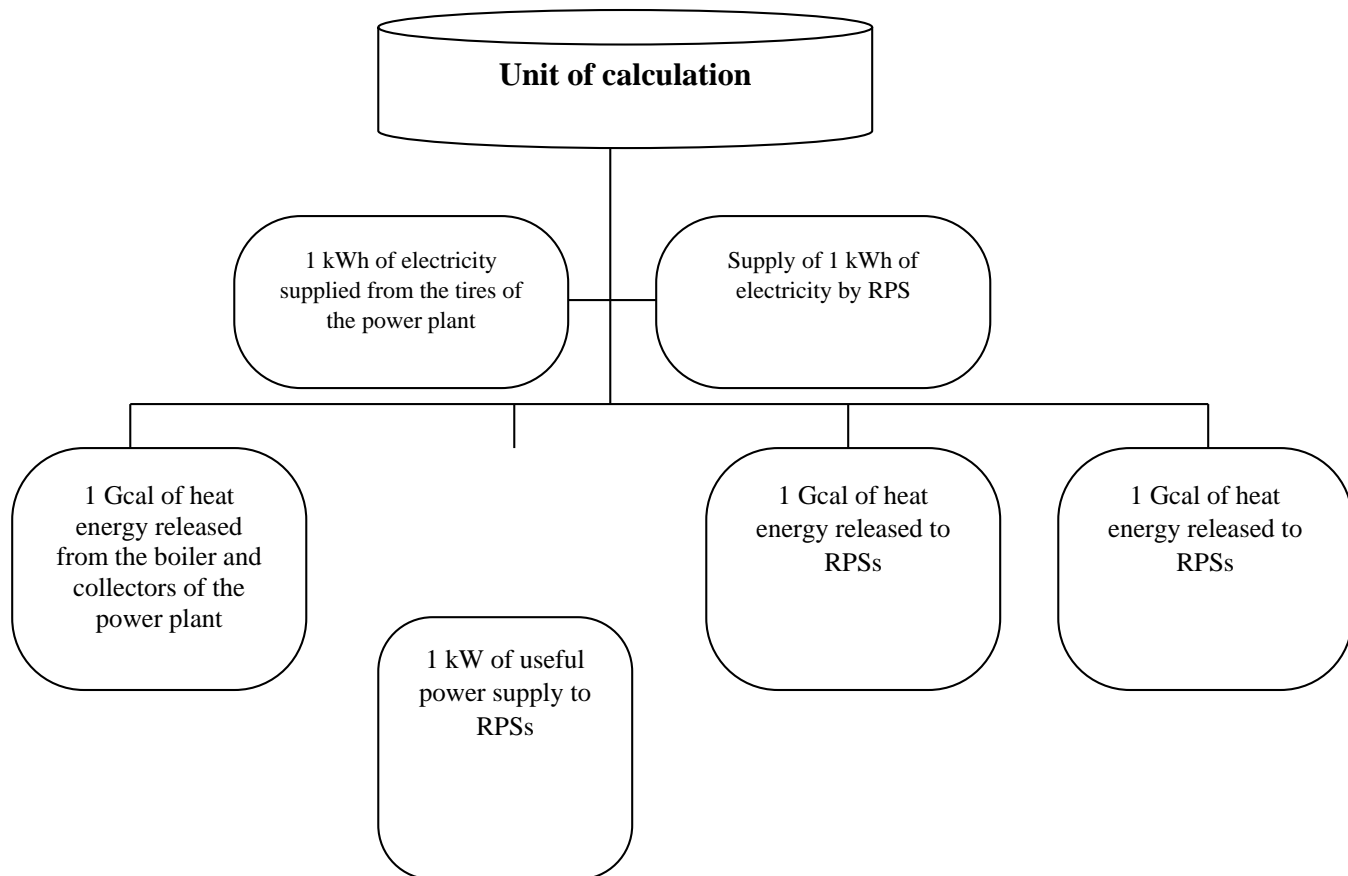 Unit of calculation
1 kWh of electricity
supplied from the tires of
the power plant
Supply of 1 kWh of
electricity by RPS
1 Gcal of heat
energy released
from the boiler and
collectors of the
power plant
1 kW of useful
power supply to
RPSs
1 Gcal of heat
energy released to
RPSs
1 Gcal of heat
energy released to
RPSs